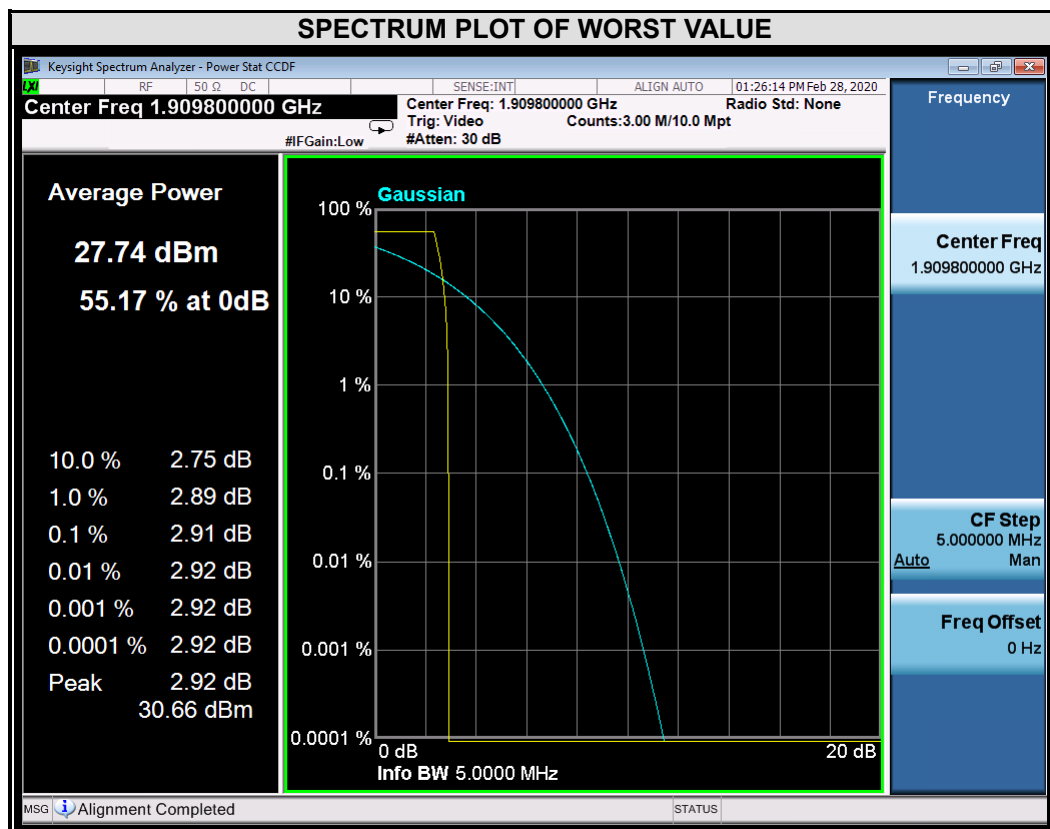 SPECTRUM PLOT OF WORST VALUE
Keysight Spectrum Analyzer - Power Stat CCDF
LXI RF 50 Ω DC SENSE:INT ALIGN AUTO 01:26:14 PM Feb 28, 2020
Center Freq 1.909800000 GHz
Center Freq: 1.909800000 GHz Radio Std: None
Trig: Video Counts:3.00 M/10.0 Mpt
#IFGain:Low #Atten: 30 dB
Frequency
Average Power
27.74 dBm
55.17 % at 0dB
10.0 % 2.75 dB
1.0 % 2.89 dB
0.1 % 2.91 dB
0.01 % 2.92 dB
0.001 % 2.92 dB
0.0001 % 2.92 dB
Peak 2.92 dB
30.66 dBm
Gaussian
100 %
10 %
1 %
0.1 %
0.01 %
0.001 %
0.0001 %
0 dB 20 dB
Info BW 5.0000 MHz
Center Freq
1.909800000 GHz
CF Step
5.000000 MHz
Auto Man
Freq Offset
0 Hz
MSG Alignment Completed STATUS